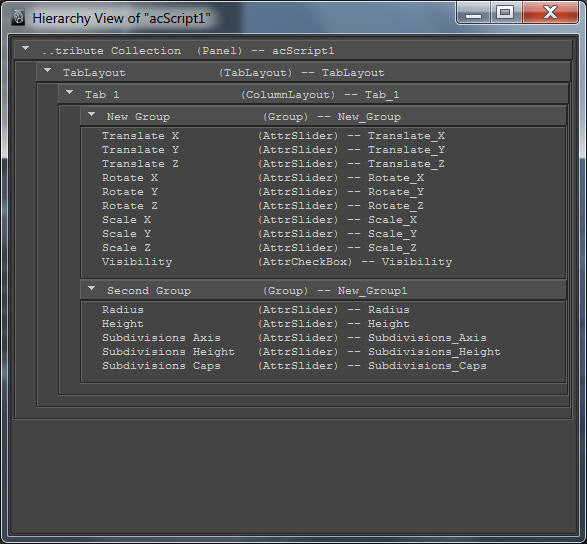 Hierarchy View of "acScript1"
..tribute Collection (Panel) -- acScript1
TabLayout (TabLayout) -- TabLayout
Tab 1 (ColumnLayout) -- Tab_1
New Group (Group) -- New_Group
Translate X (AttrSlider) -- Translate_X
Translate Y (AttrSlider) -- Translate_Y
Translate Z (AttrSlider) -- Translate_Z
Rotate X (AttrSlider) -- Rotate_X
Rotate Y (AttrSlider) -- Rotate_Y
Rotate Z (AttrSlider) -- Rotate_Z
Scale X (AttrSlider) -- Scale_X
Scale Y (AttrSlider) -- Scale_Y
Scale Z (AttrSlider) -- Scale_Z
Visibility (AttrCheckBox) -- Visibility
Second Group (Group) -- New_Group1
Radius (AttrSlider) -- Radius
Height (AttrSlider) -- Height
Subdivisions Axis (AttrSlider) -- Subdivisions_Axis
Subdivisions Height (AttrSlider) -- Subdivisions_Height
Subdivisions Caps (AttrSlider) -- Subdivisions_Caps